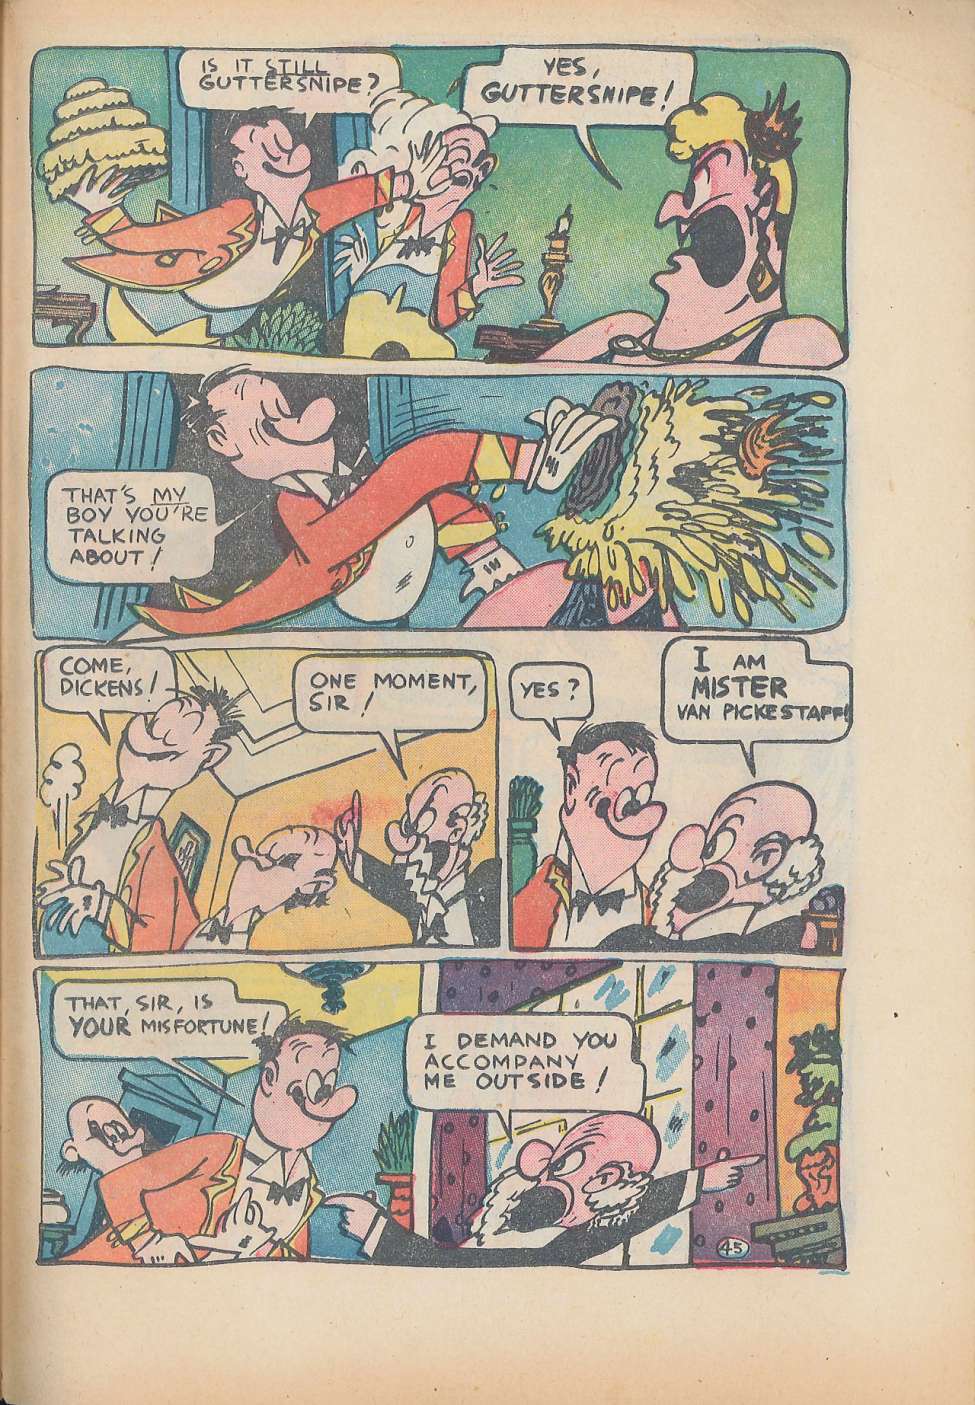 IS IT STILL
GUTTERSNIPE?
YES,
GUTTERSNIPE!
THAT'S MY
BOY YOU'RE
TALKING
ABOUT!
COME,
DICKENS!
ONE MOMENT,
SIR!
YES?
I AM
MISTER
VAN PICKESTAFF!
THAT, SIR, IS
YOUR MISFORTUNE!
I DEMAND YOU
ACCOMPANY
ME OUTSIDE!
45